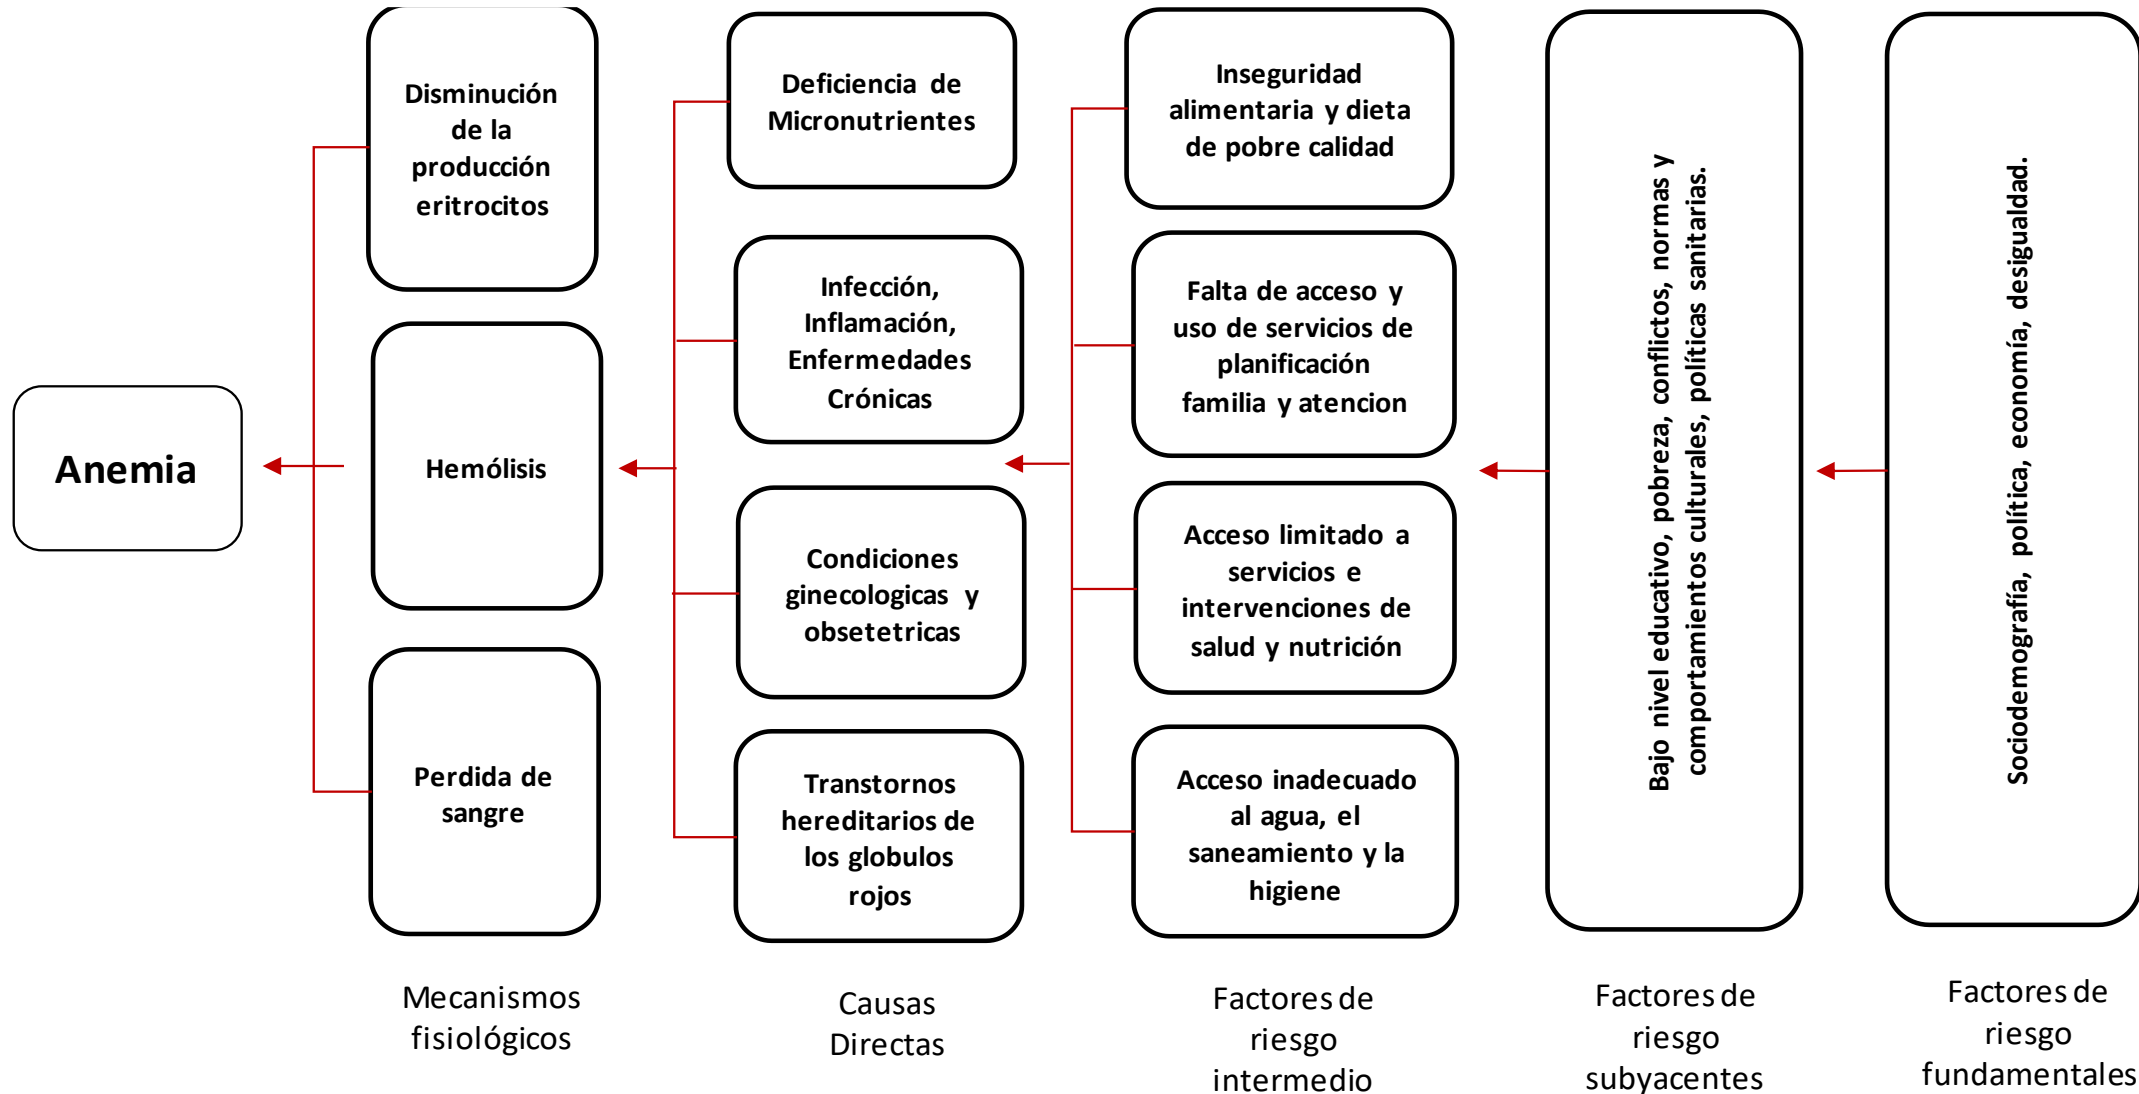 Anemia
Disminución
de la
producción
eritrocitos
Hemólisis
Perdida de
sangre
Mecanismos
fisiológicos
Deficiencia de
Micronutrientes
Infección,
Inflamación,
Enfermedades
Crónicas
Condiciones
ginecologicas y
obsetetricas
Transtornos
hereditarios de
los globulos
rojos
Causas
Directas
Inseguridad
alimentaria y dieta
de pobre calidad
Falta de acceso y
uso de servicios de
planificación
familia y atencion
Acceso limitado a
servicios e
intervenciones de
salud y nutrición
Acceso inadecuado
al agua, el
saneamiento y la
higiene
Factores de
riesgo
intermedio
Bajo nivel educativo, pobreza, conflictos, normas y
comportamientos culturales, políticas sanitarias.
Factores de
riesgo
subyacentes
Sociodemografía, política, economía, desigualdad.
Factores de
riesgo
fundamentales